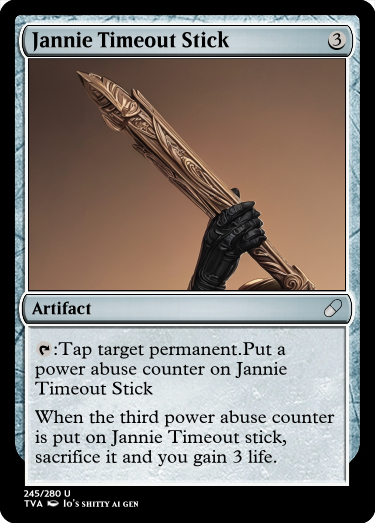 Jannie Timeout Stick 3
Artifact
:Tap target permanent.Put a
power abuse counter on Jannie
Timeout Stick
When the third power abuse counter
is put on Jannie Timeout stick,
sacrifice it and you gain 3 life.
245/280 U
TVA Io's shitty ai gen